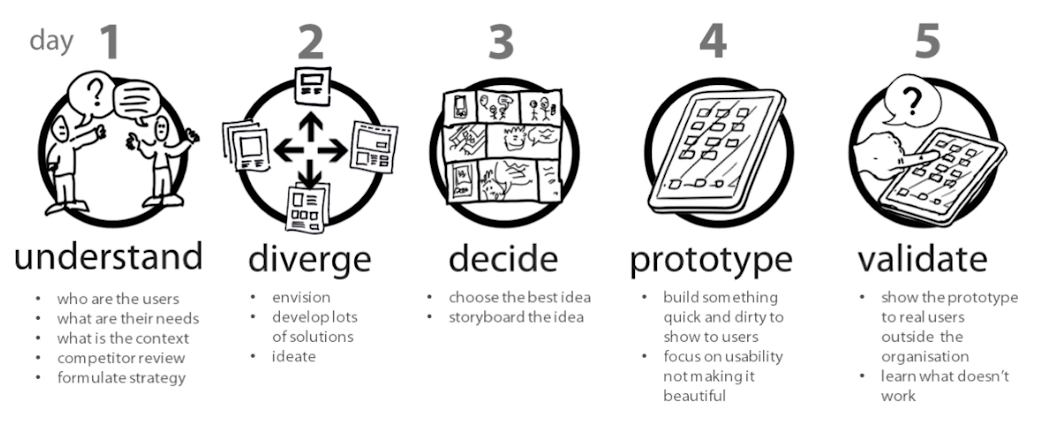 day 1 2 3 4 5
understand
• who are the users
• what are their needs
• what is the context
• competitor review
• formulate strategy
diverge
• envision
• develop lots
of solutions
• ideate
decide
• choose the best idea
• storyboard the idea
prototype
• build something
quick and dirty to
show to users
• focus on usability
not making it
beautiful
?
validate
• show the prototype
to real users
outside the
organisation
• learn what doesn't
work
?